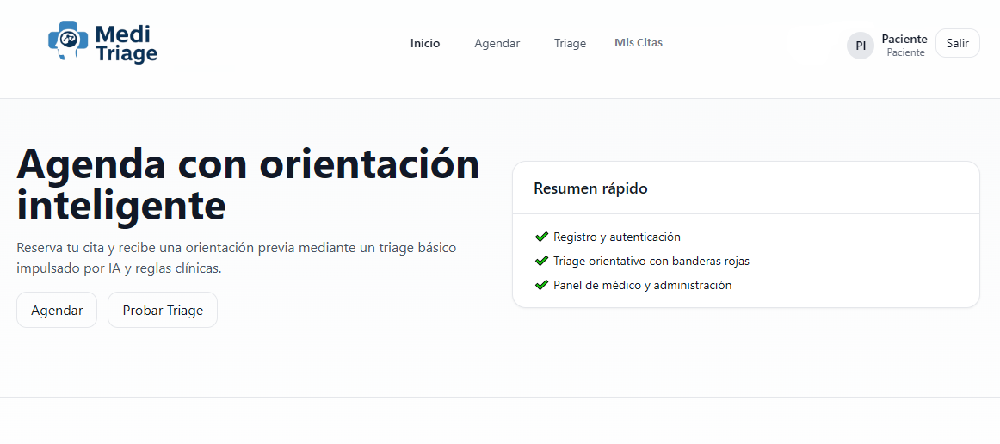 Medi
Triage
Inicio
Agendar
Triage
Mis Citas
PI
Paciente
Paciente
Salir
Agenda con orientación
inteligente
Reserva tu cita y recibe una orientación previa mediante un triage básico
impulsado por IA y reglas clínicas.
Agendar
Probar Triage
Resumen rápido
Registro y autenticación
Triage orientativo con banderas rojas
Panel de médico y administración